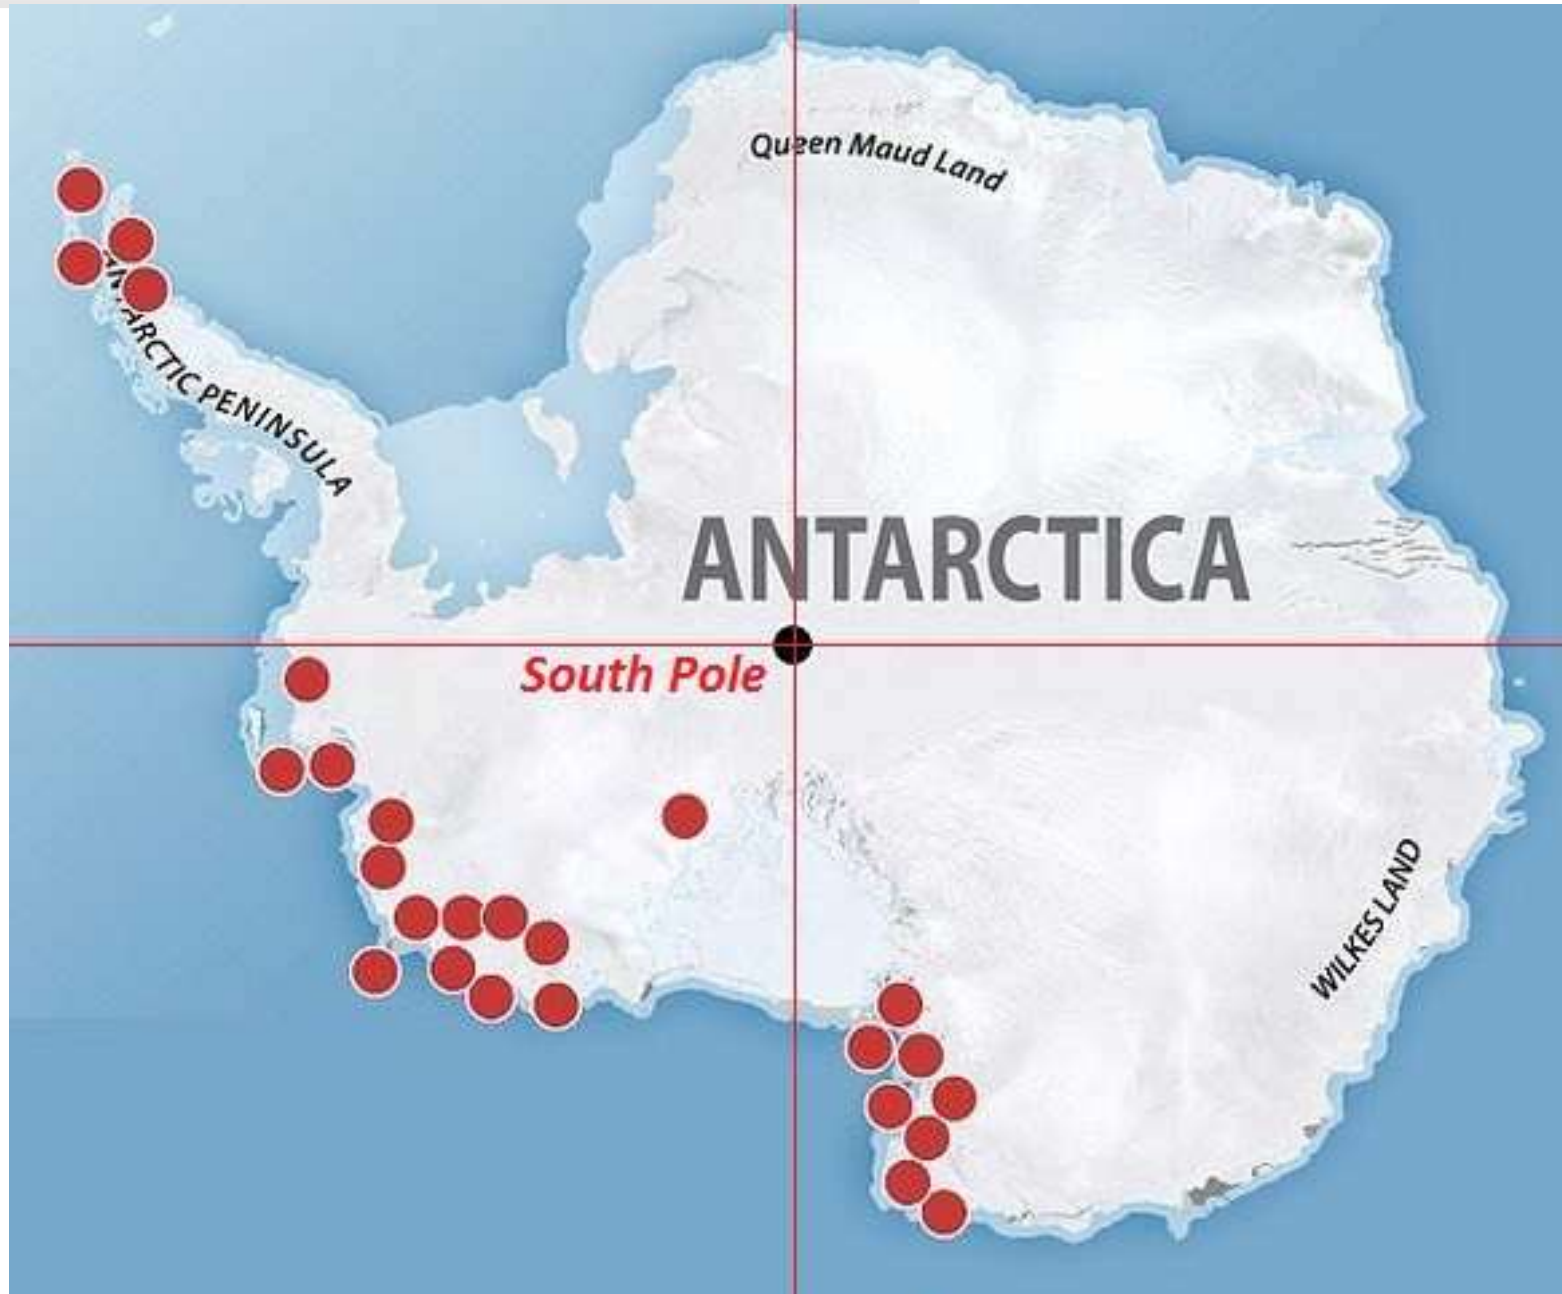 Queen Maud Land
ANTARCTIC PENINSULA
ANTARCTICA
South Pole
WILKES LAND